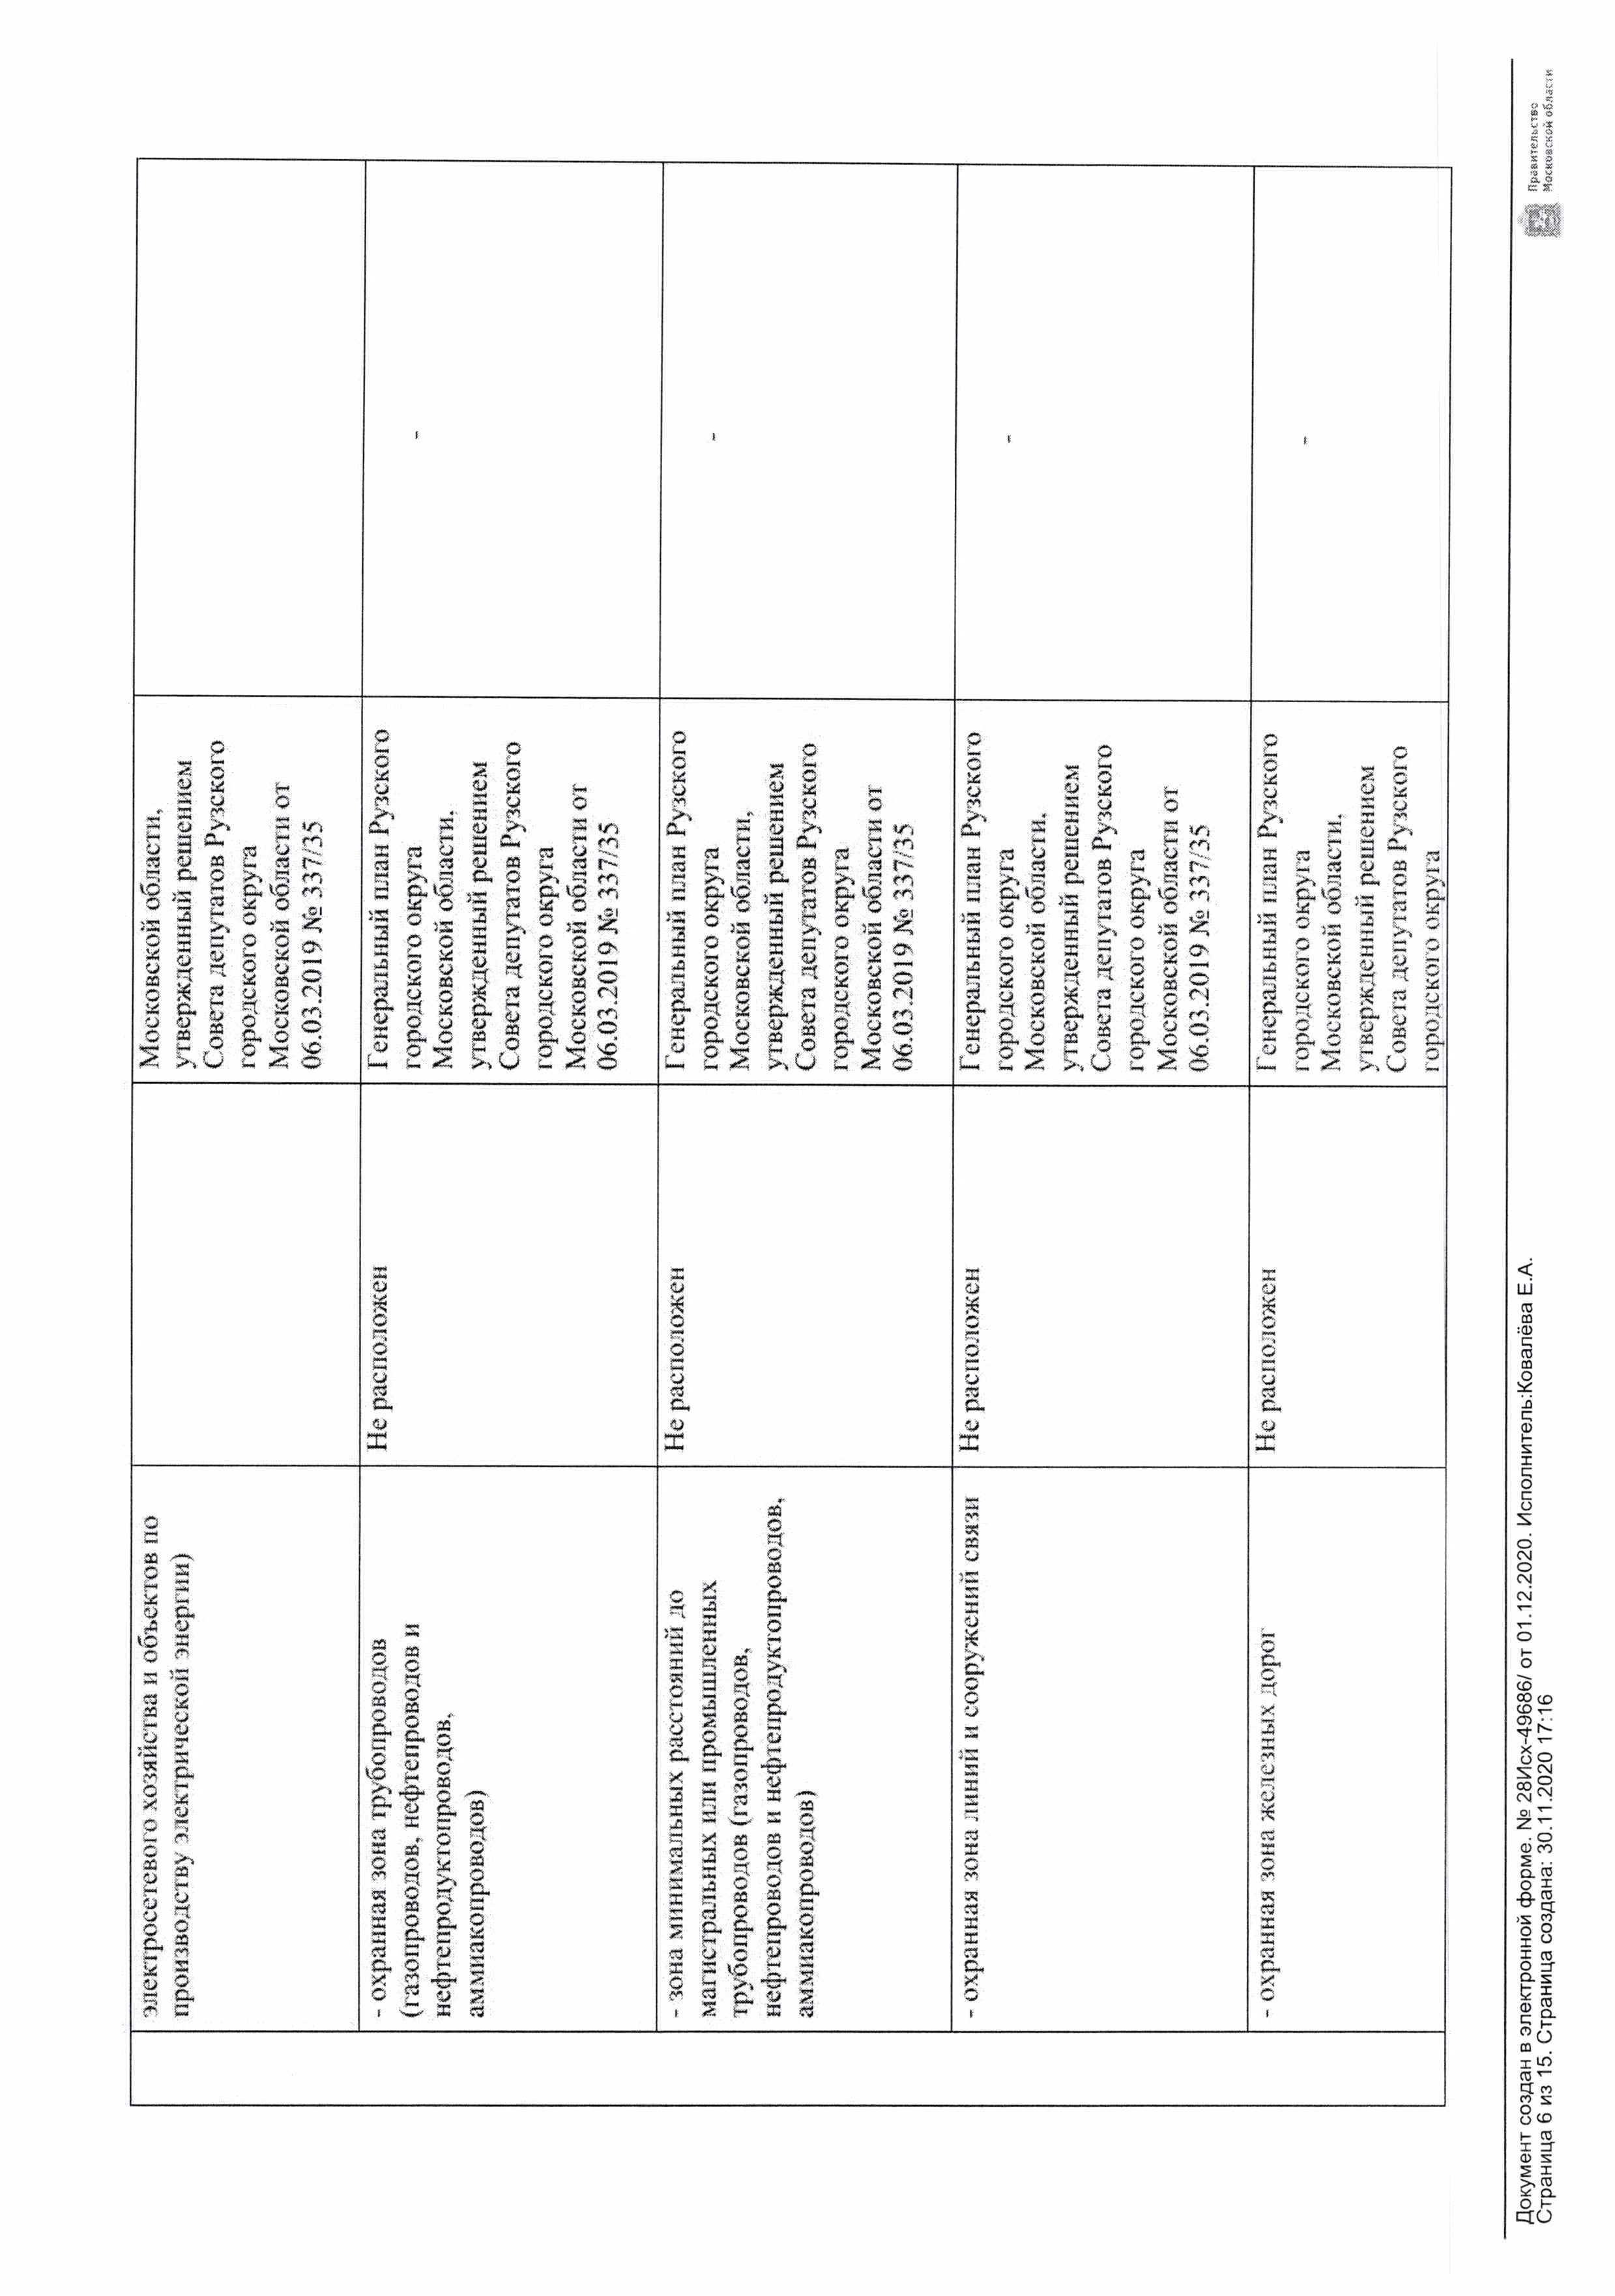 электросетевого хозяйства и объектов по
производству электрической энергии)
Московской области,
утвержденный решением
Совета депутатов Рузского
городского округа
Московской области от
06.03.2019 № 337/35
- охранная зона трубопроводов
(газопроводов, нефтепроводов и
нефтепродуктопроводов,
аммиакопроводов)
Не расположен
Генеральный план Рузского
городского округа
Московской области,
утвержденный решением
Совета депутатов Рузского
городского округа
Московской области от
06.03.2019 № 337/35
-
- зона минимальных расстояний до
магистральных или промышленных
трубопроводов (газопроводов,
нефтепроводов и нефтепродуктопроводов,
аммиакопроводов)
Не расположен
Генеральный план Рузского
городского округа
Московской области,
утвержденный решением
Совета депутатов Рузского
городского округа
Московской области от
06.03.2019 № 337/35
-
- охранная зона линий и сооружений связи
Не расположен
Генеральный план Рузского
городского округа
Московской области,
утвержденный решением
Совета депутатов Рузского
городского округа
Московской области от
06.03.2019 № 337/35
-
- охранная зона железных дорог
Не расположен
Генеральный план Рузского
городского округа
Московской области,
утвержденный решением
Совета депутатов Рузского
городского округа
-
Документ создан в электронной форме. № 28Исх-49686/ от 01.12.2020. Исполнитель:Ковалёва Е.А.
Страница 6 из 15. Страница создана: 30.11.2020 17:16
Правительство
Московской области